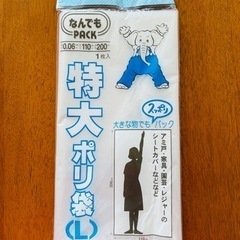 なんでも
PACK
0.06 110 200
1枚入
特大ポリ袋(L)
スッポリ
大きな物でもパック
アミ戸・家具・園芸・レジャーの
シートカバーなどなど